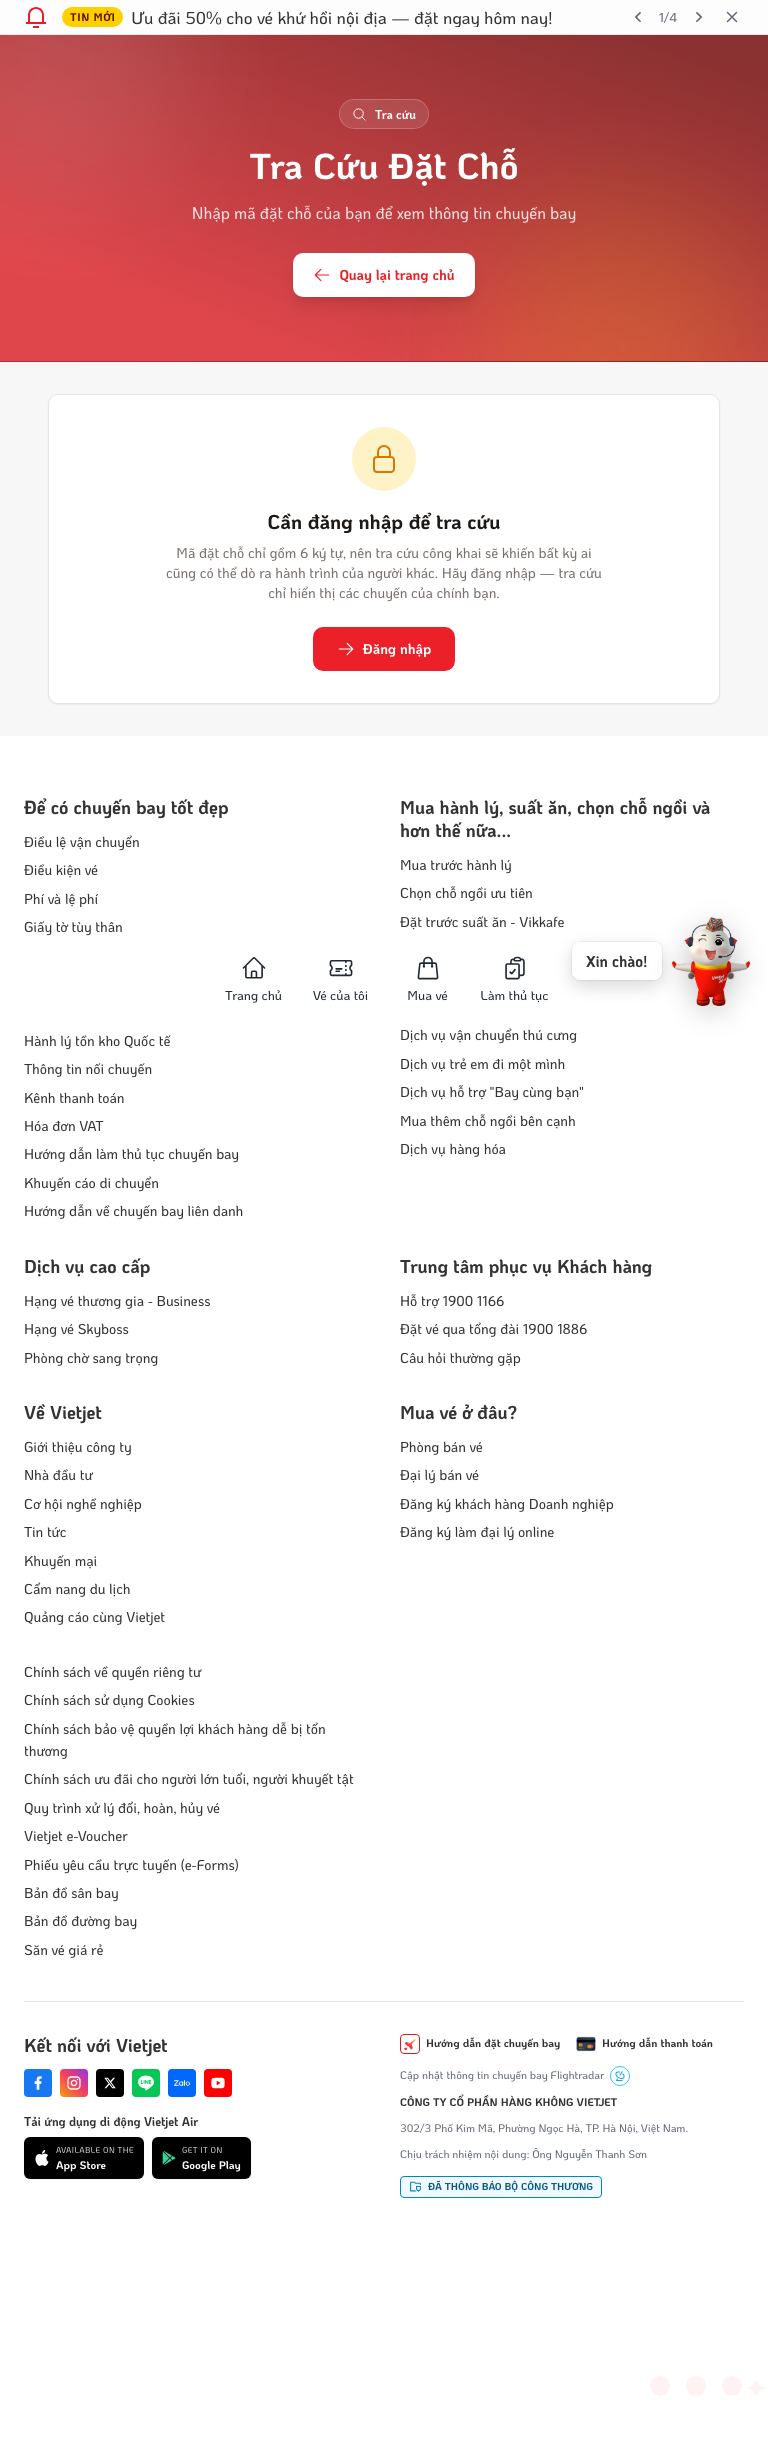 TIN MỚI Ưu đãi 50% cho vé khứ hồi nội địa — đặt ngay hôm nay! 1/4
Tra cứu
Tra Cứu Đặt Chỗ
Nhập mã đặt chỗ của bạn để xem thông tin chuyến bay
Quay lại trang chủ
Cần đăng nhập để tra cứu
Mã đặt chỗ chỉ gồm 6 ký tự, nên tra cứu công khai sẽ khiến bất kỳ ai
cũng có thể dò ra hành trình của người khác. Hãy đăng nhập — tra cứu
chỉ hiển thị các chuyến của chính bạn.
Đăng nhập
Để có chuyến bay tốt đẹp
Điều lệ vận chuyển
Điều kiện vé
Phí và lệ phí
Giấy tờ tùy thân
Mua hành lý, suất ăn, chọn chỗ ngồi và
hơn thế nữa...
Mua trước hành lý
Chọn chỗ ngồi ưu tiên
Đặt trước suất ăn - Vikkafe
Trang chủ
Vé của tôi
Mua vé
Làm thủ tục
Xin chào!
Hành lý tồn kho Quốc tế
Thông tin nối chuyến
Kênh thanh toán
Hóa đơn VAT
Hướng dẫn làm thủ tục chuyến bay
Khuyến cáo di chuyển
Hướng dẫn về chuyến bay liên danh
Dịch vụ vận chuyển thú cưng
Dịch vụ trẻ em đi một mình
Dịch vụ hỗ trợ "Bay cùng bạn"
Mua thêm chỗ ngồi bên cạnh
Dịch vụ hàng hóa
Dịch vụ cao cấp
Hạng vé thương gia - Business
Hạng vé Skyboss
Phòng chờ sang trọng
Trung tâm phục vụ Khách hàng
Hỗ trợ 1900 1166
Đặt vé qua tổng đài 1900 1886
Câu hỏi thường gặp
Về Vietjet
Giới thiệu công ty
Nhà đầu tư
Cơ hội nghề nghiệp
Tin tức
Khuyến mại
Cẩm nang du lịch
Quảng cáo cùng Vietjet
Mua vé ở đâu?
Phòng bán vé
Đại lý bán vé
Đăng ký khách hàng Doanh nghiệp
Đăng ký làm đại lý online
Chính sách về quyền riêng tư
Chính sách sử dụng Cookies
Chính sách bảo vệ quyền lợi khách hàng dễ bị tổn
thương
Chính sách ưu đãi cho người lớn tuổi, người khuyết tật
Quy trình xử lý đổi, hoàn, hủy vé
Vietjet e-Voucher
Phiếu yêu cầu trực tuyến (e-Forms)
Bản đồ sân bay
Bản đồ đường bay
Săn vé giá rẻ
Kết nối với Vietjet
LINE
Zalo
Tải ứng dụng di động Vietjet Air
AVAILABLE ON THE
App Store
GET IT ON
Google Play
Hướng dẫn đặt chuyến bay
Hướng dẫn thanh toán
Cập nhật thông tin chuyến bay Flightradar
CÔNG TY CỔ PHẦN HÀNG KHÔNG VIETJET
302/3 Phố Kim Mã, Phường Ngọc Hà, TP. Hà Nội, Việt Nam.
Chịu trách nhiệm nội dung: Ông Nguyễn Thanh Sơn
ĐÃ THÔNG BÁO BỘ CÔNG THƯƠNG